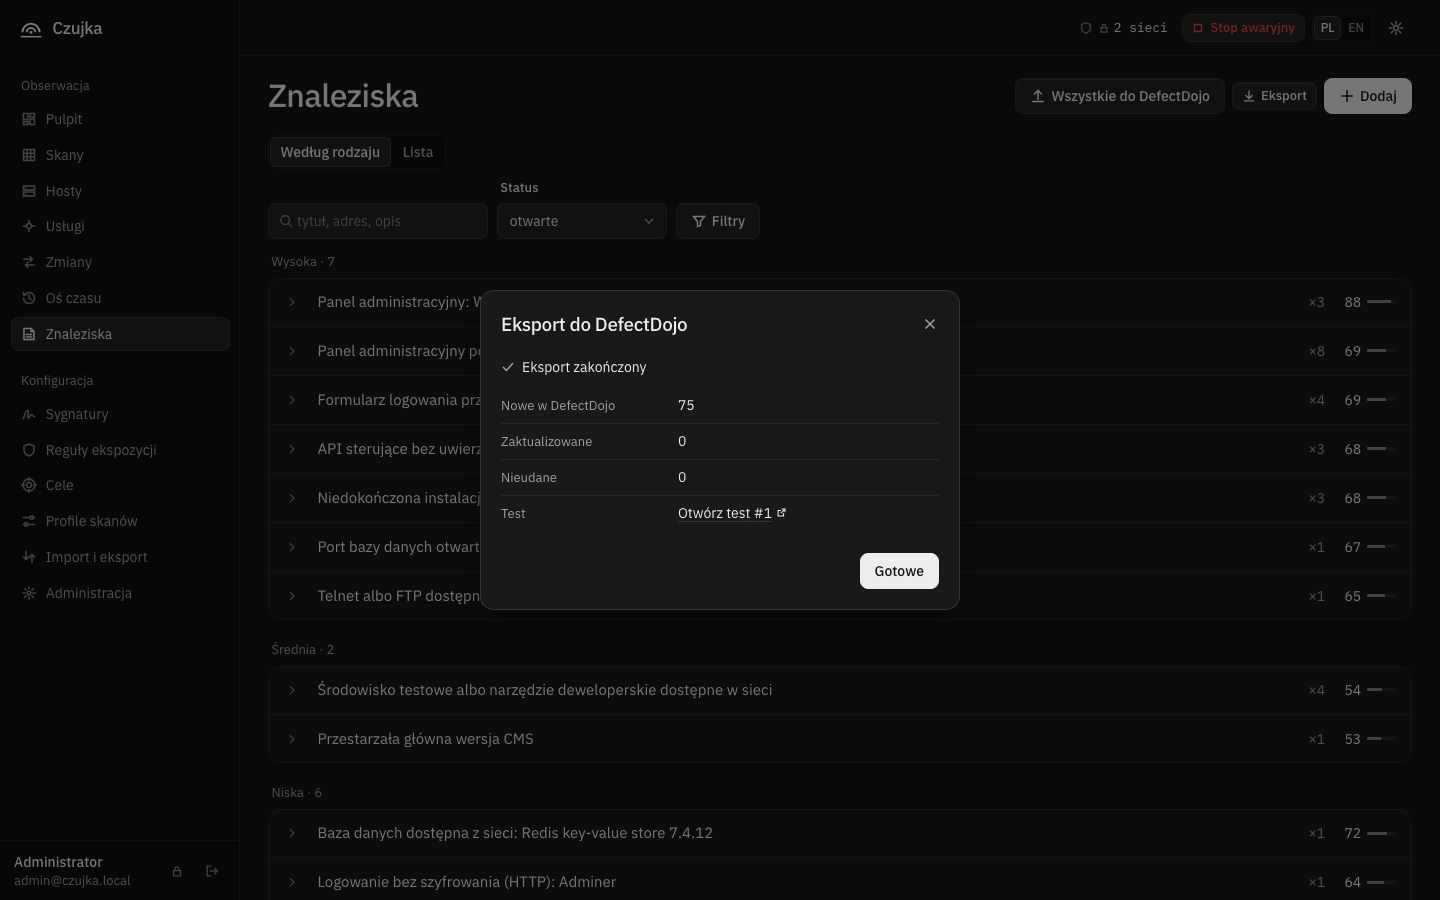 Czujka
2 sieci
Stop awaryjny
PL
EN
Obserwacja
Pulpit
Skany
Hosty
Usługi
Zmiany
Oś czasu
Znaleziska
Konfiguracja
Sygnatury
Reguły ekspozycji
Cele
Profile skanów
Import i eksport
Administracja
Administrator
admin@czujka.local
Znaleziska
Wszystkie do DefectDojo
Eksport
Dodaj
Według rodzaju
Lista
Status
tytuł, adres, opis
otwarte
Filtry
Wysoka · 7
Panel administracyjny: ×3 88
Panel administracyjny ×8 69
Formularz logowania ×4 69
API sterujące bez ×3 68
Niedokończona ×3 68
Port bazy danych ×1 67
Telnet albo FTP ×1 65
Eksport do DefectDojo
Eksport zakończony
Nowe w DefectDojo 75
Zaktualizowane 0
Nieudane 0
Test Otwórz test #1
Gotowe
Średnia · 2
Środowisko testowe albo narzędzie deweloperskie dostępne w sieci ×4 54
Przestarzała główna wersja CMS ×1 53
Niska · 6
Baza danych dostępna z sieci: Redis key-value store 7.4.12 ×1 72
Logowanie bez szyfrowania (HTTP): Adminer ×1 64